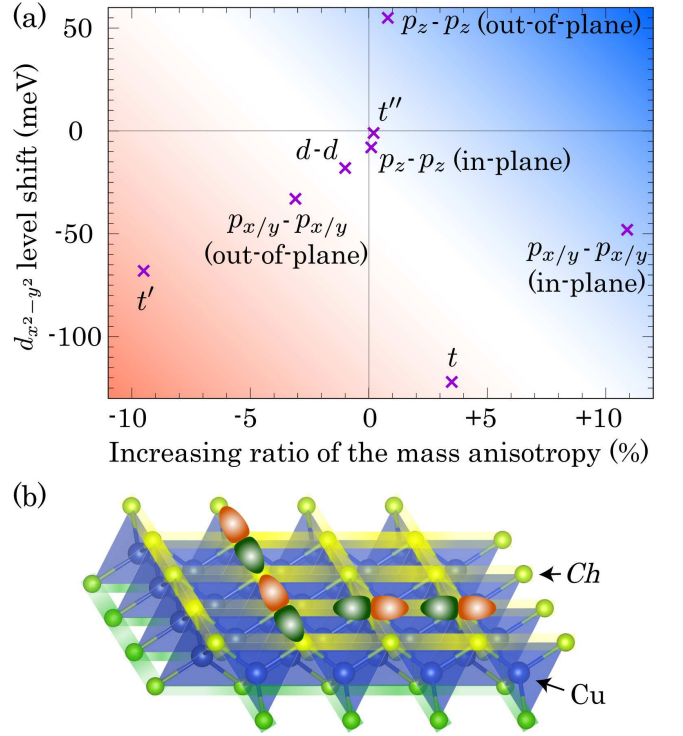 (a)
50
0
-50
-100
d_{x²−y²} level shift (meV)
p_z - p_z (out-of-plane)
t''
d-d
p_z - p_z (in-plane)
p_{x/y} - p_{x/y}
(out-of-plane)
p_{x/y} - p_{x/y}
(in-plane)
t'
t
-10
-5
0
+5
+10
Increasing ratio of the mass anisotropy (%)
(b)
Ch
Cu